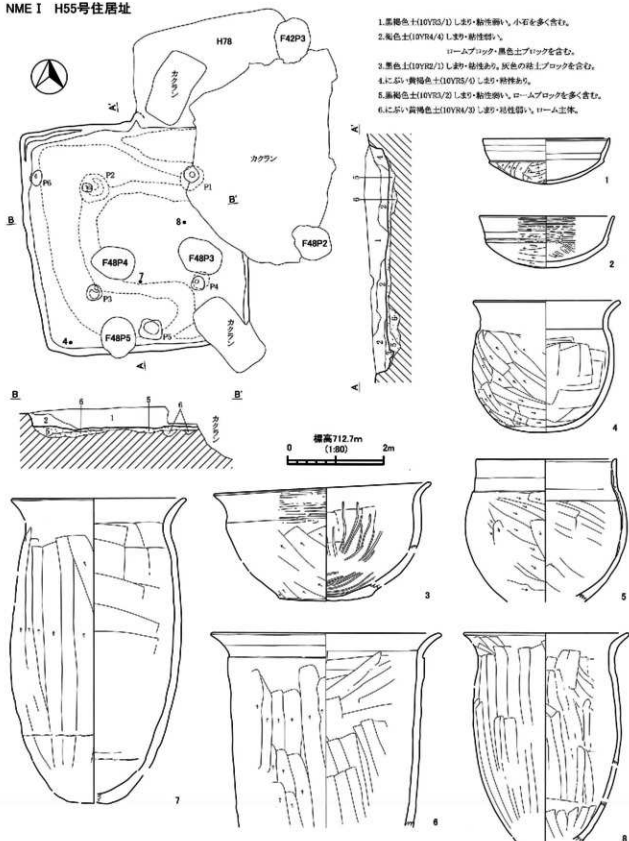 NME I H55号住居址
1.黒褐色土(10YR3/1)しまり・粘性弱い。小石を多く含む。
2.褐色土(10YR4/4)しまり・粘性弱い。
ロームブロック・黒色土ブロックを含む。
3.黒色土(10YR2/1)しまり・粘性あり。灰色の粘土ブロックを含む。
4.にぶい黄褐色土(10YR5/4)しまり・粘性あり。
5.黒褐色土(10YR3/2)しまり・粘性弱い。ロームブロックを多く含む。
6.にぶい黄褐色土(10YR4/3)しまり・粘性弱い。ローム主体。
H78
F42P3
カクラン
A'
カクラン
P6
P2
P1
B
B'
8
F48P4
F48P3
7
P4
P3
F48P2
F48P5
P5
4
A
カクラン
A'
4
5
6
2
1
2
2
5
6
A
B
B'
6
5
6
カクラン
2
1
5
標高712.7m
(1:80)
0
2m
1
2
3
4
5
6
7
8